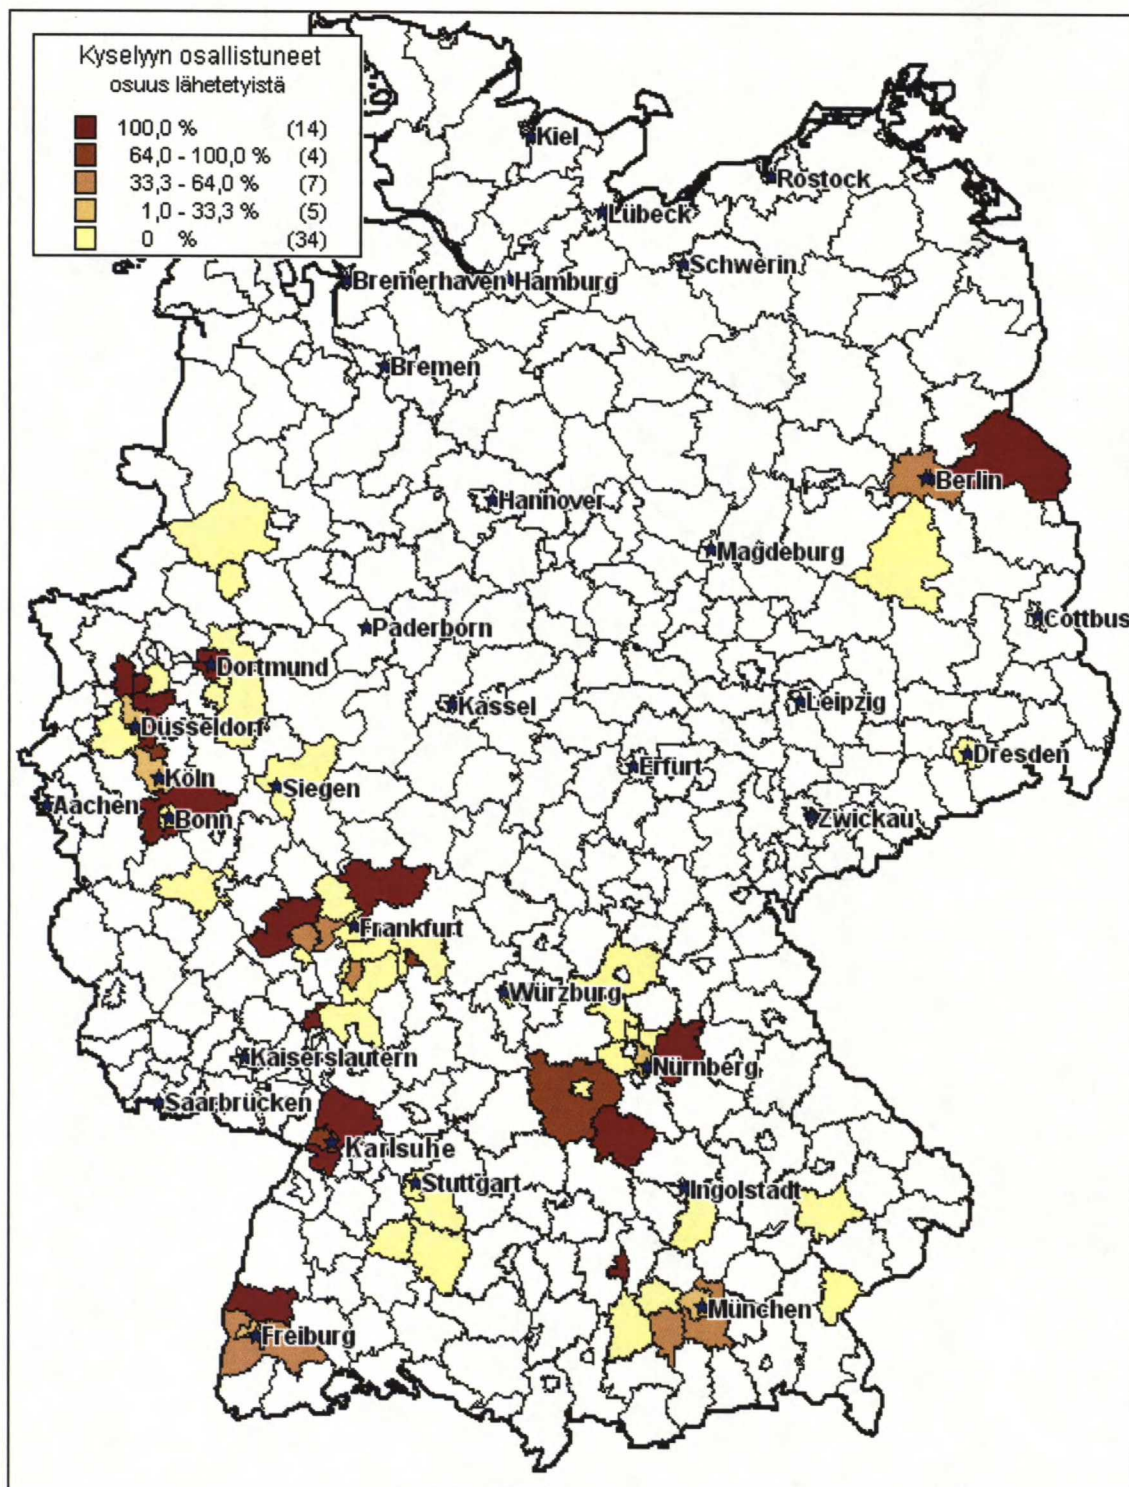 Kyselyyn osallistuneet
osuus lähetetyistä
100,0 % (14)
64,0 - 100,0 % (4)
33,3 - 64,0 % (7)
1,0 - 33,3 % (5)
0 % (34)
Kiel
Rostock
Lübeck
Schwerin
Bremerhaven
Hamburg
Bremen
Berlin
Hannover
Magdeburg
Cottbus
Paderborn
Dortmund
Kassel
Leipzig
Düsseldorf
Dresden
Erfurt
Köln
Siegen
Aachen
Bonn
Zwickau
Frankfurt
Würzburg
Kaiserslautern
Nürnberg
Saarbrücken
Karlsuhe
Stuttgart
Ingolstadt
München
Freiburg